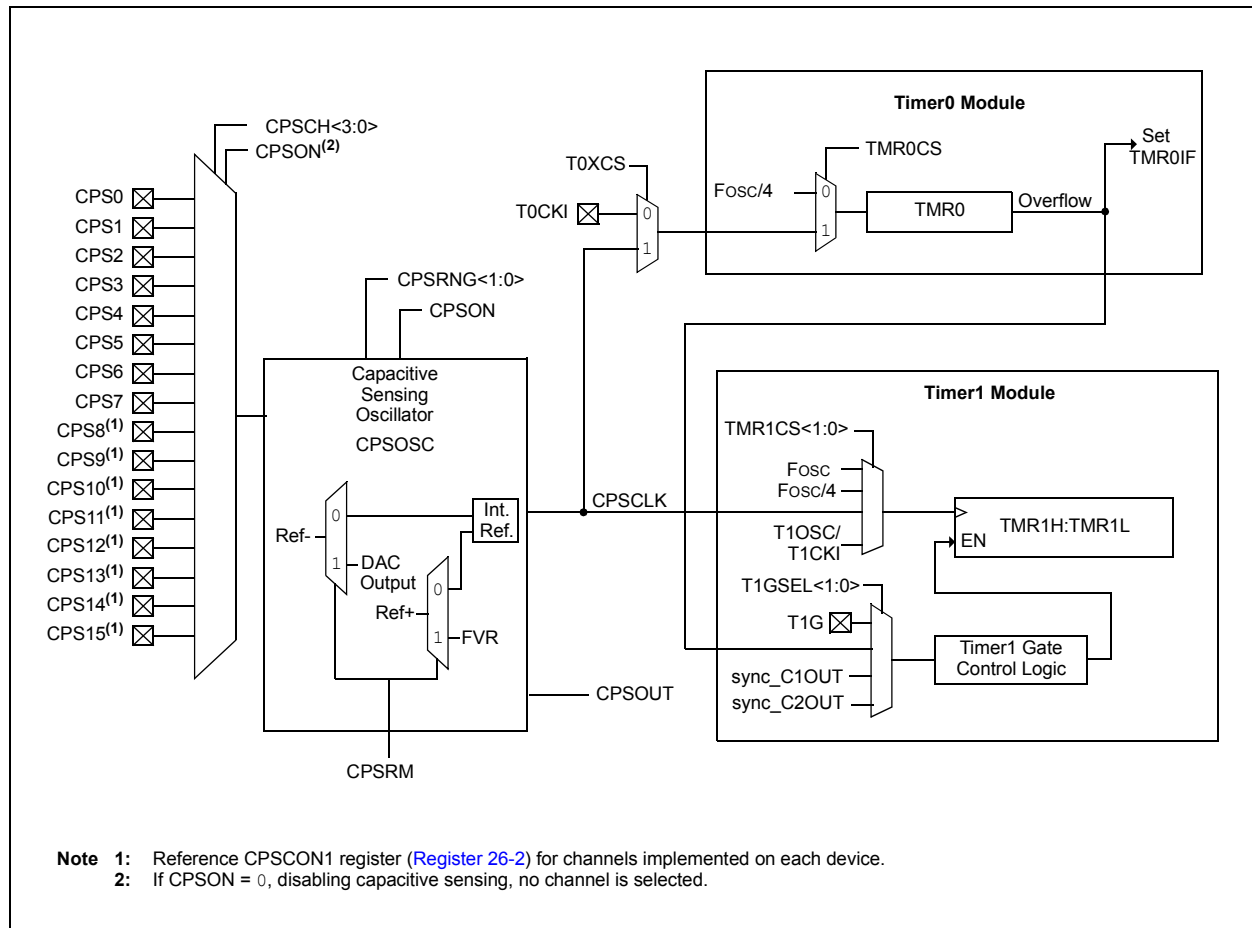 CPSCH<3:0>
CPSON(2)
CPS0
CPS1
CPS2
CPS3
CPS4
CPS5
CPS6
CPS7
CPS8(1)
CPS9(1)
CPS10(1)
CPS11(1)
CPS12(1)
CPS13(1)
CPS14(1)
CPS15(1)
CPSRNG<1:0>
CPSON
Capacitive
Sensing
Oscillator
CPSOSC
0
Ref-
1
DAC
Output
Int.
Ref.
0
Ref+
1
FVR
CPSRM
CPSCLK
CPSOUT
T0XCS
T0CKI
0
1
Timer0 Module
TMR0CS
FOSC/4
0
1
TMR0
Overflow
Set
TMR0IF
Timer1 Module
TMR1CS<1:0>
FOSC
FOSC/4
T1OSC/
T1CKI
TMR1H:TMR1L
EN
T1GSEL<1:0>
T1G
sync_C1OUT
sync_C2OUT
Timer1 Gate
Control Logic
Note 1: Reference CPSCON1 register (Register 26-2) for channels implemented on each device.
2: If CPSON = 0, disabling capacitive sensing, no channel is selected.